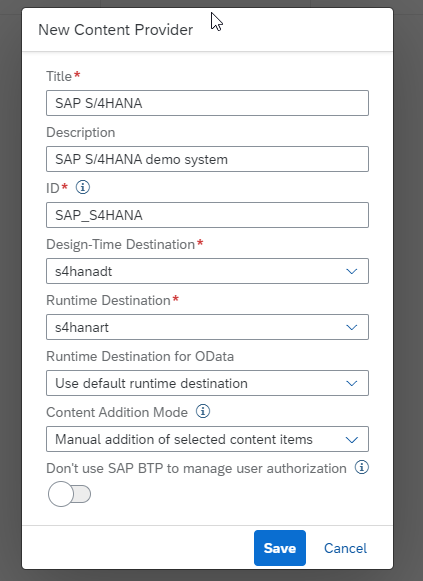 New Content Provider
Title*
SAP S/4HANA
Description
SAP S/4HANA demo system
ID*
SAP_S4HANA
Design-Time Destination*
s4hanadt
Runtime Destination*
s4hanart
Runtime Destination for OData
Use default runtime destination
Content Addition Mode
Manual addition of selected content items
Don't use SAP BTP to manage user authorization
Save Cancel